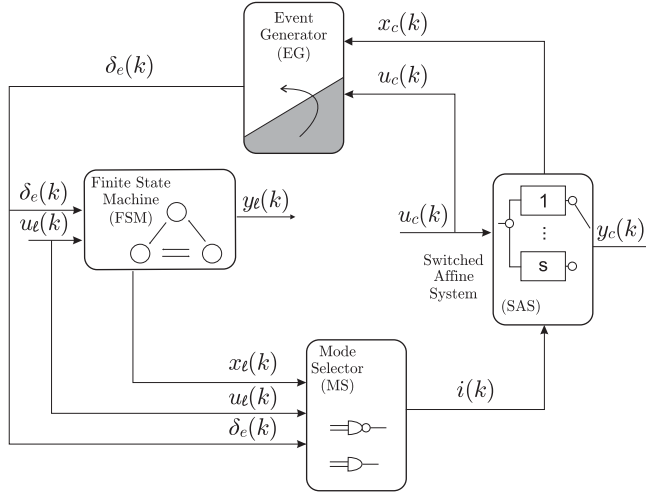 Event
Generator
(EG)
x_c(k)
u_c(k)
δ_e(k)
δ_e(k)
u_ℓ(k)
Finite State
Machine
(FSM)
y_ℓ(k)
u_c(k)
Switched
Affine
System
1
⋮
s
(SAS)
y_c(k)
x_ℓ(k)
u_ℓ(k)
δ_e(k)
Mode
Selector
(MS)
i(k)